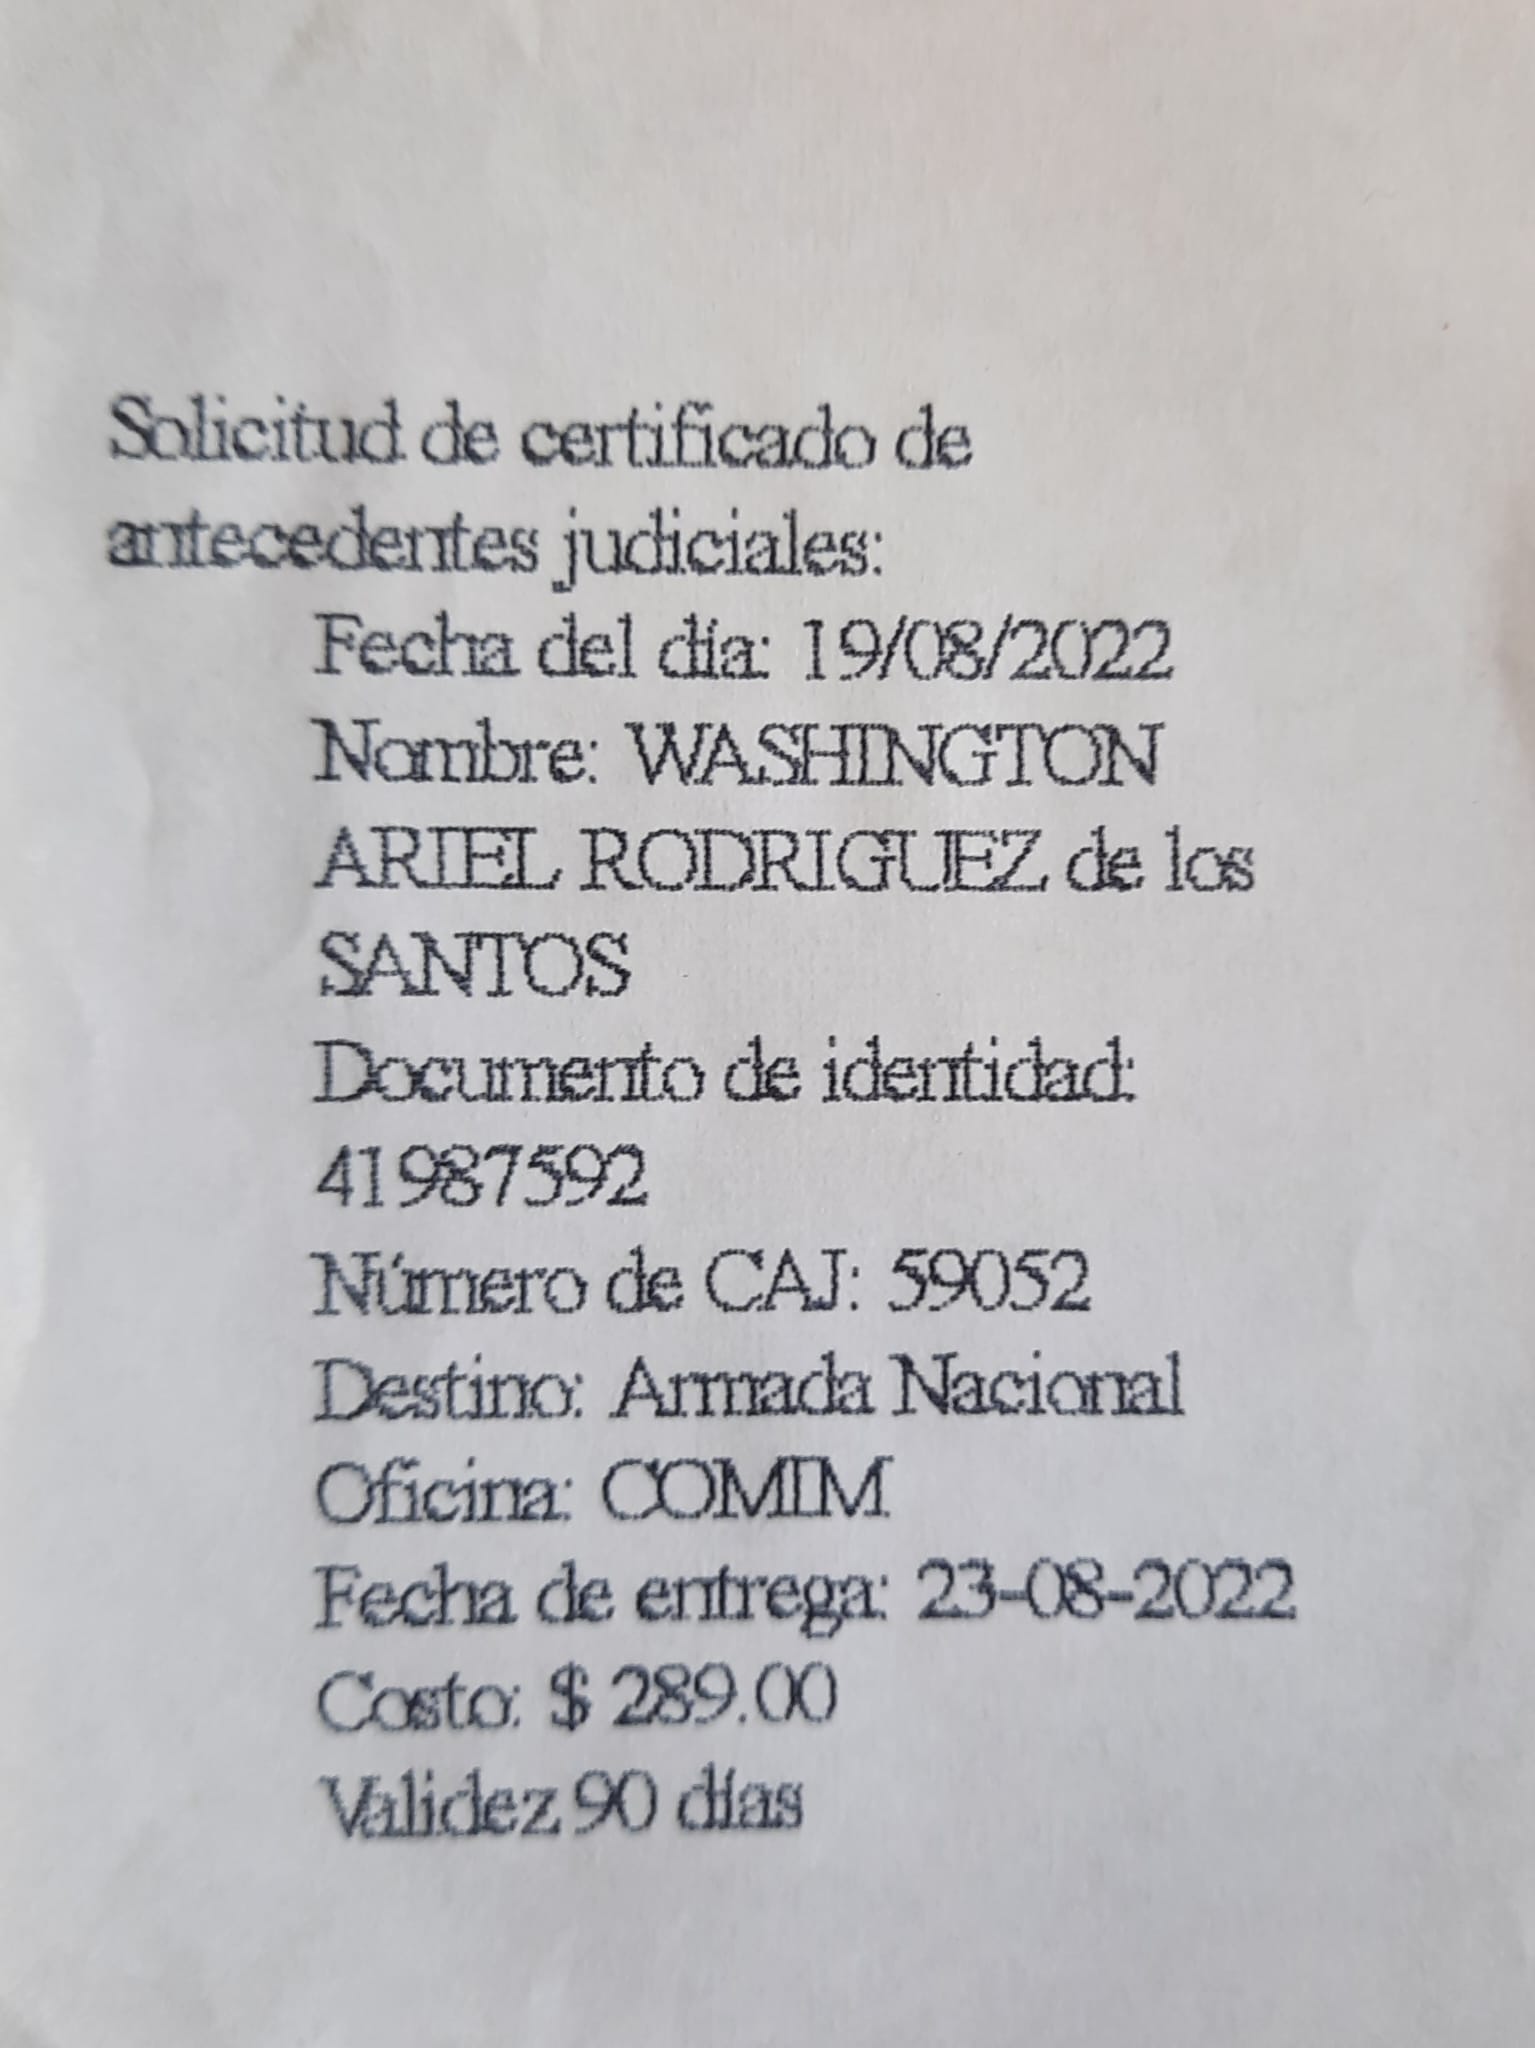 Solicitud de certificado de
antecedentes judiciales:
Fecha del día: 19/08/2022
Nombre: WASHINGTON
ARIEL RODRIGUEZ de los
SANTOS
Documento de identidad:
41987592
Número de CAJ: 59052
Destino: Armada Nacional
Oficina: COMIM
Fecha de entrega: 23-08-2022
Costo: $ 289.00
Validez 90 días